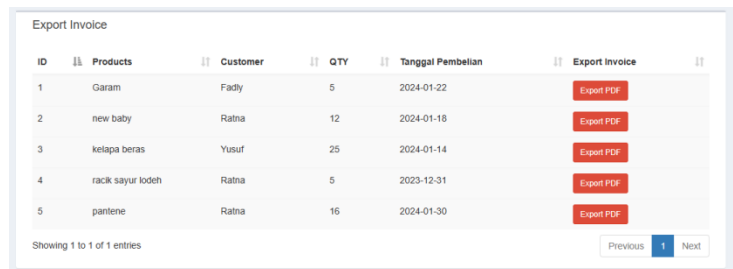 Export Invoice
ID Products Customer QTY Tanggal Pembelian Export Invoice
1 Garam Fadly 5 2024-01-22 Export PDF
2 new baby Ratna 12 2024-01-18 Export PDF
3 kelapa beras Yusuf 25 2024-01-14 Export PDF
4 racik sayur lodeh Ratna 5 2023-12-31 Export PDF
5 pantene Ratna 16 2024-01-30 Export PDF
Showing 1 to 1 of 1 entries Previous 1 Next